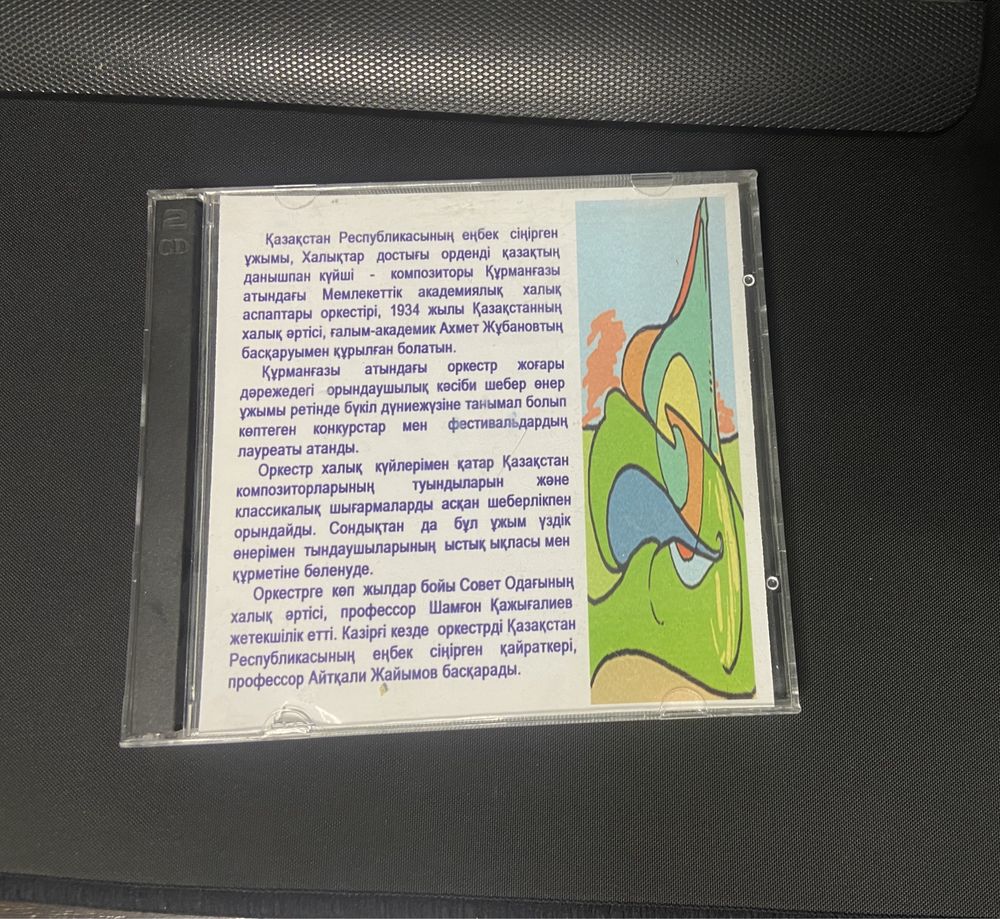 2
CD
Қазақстан Республикасының еңбек сіңірген
ұжымы, Халықтар достығы орденді қазақтың
данышпан күйші - композиторы Құрманғазы
атындағы Мемлекеттік академиялық халық
аспаптары оркестірі, 1934 жылы Қазақстанның
халық әртісі, ғалым-академик Ахмет Жұбановтың
басқаруымен құрылған болатын.
Құрманғазы атындағы оркестр жоғары
дәрежедегі орындаушылық кәсіби шебер өнер
ұжымы ретінде бүкіл дүниежүзіне танымал болып
көптеген конкурстар мен фестивальдардың
лауреаты атанды.
Оркестр халық күйлерімен қатар Қазақстан
композиторларының туындыларын және
классикалық шығармаларды асқан шеберлікпен
орындайды. Сондықтан да бұл ұжым үздік
өнерімен тындаушыларының ыстық ықласы мен
құрметіне бөленуде.
Оркестрге көп жылдар бойы Совет Одағының
халық әртісі, профессор Шамғон Қажығалиев
жетекшілік етті. Казіргі кезде оркестрді Қазақстан
Республикасының еңбек сіңірген қайраткері,
профессор Айтқали Жайымов басқарады.